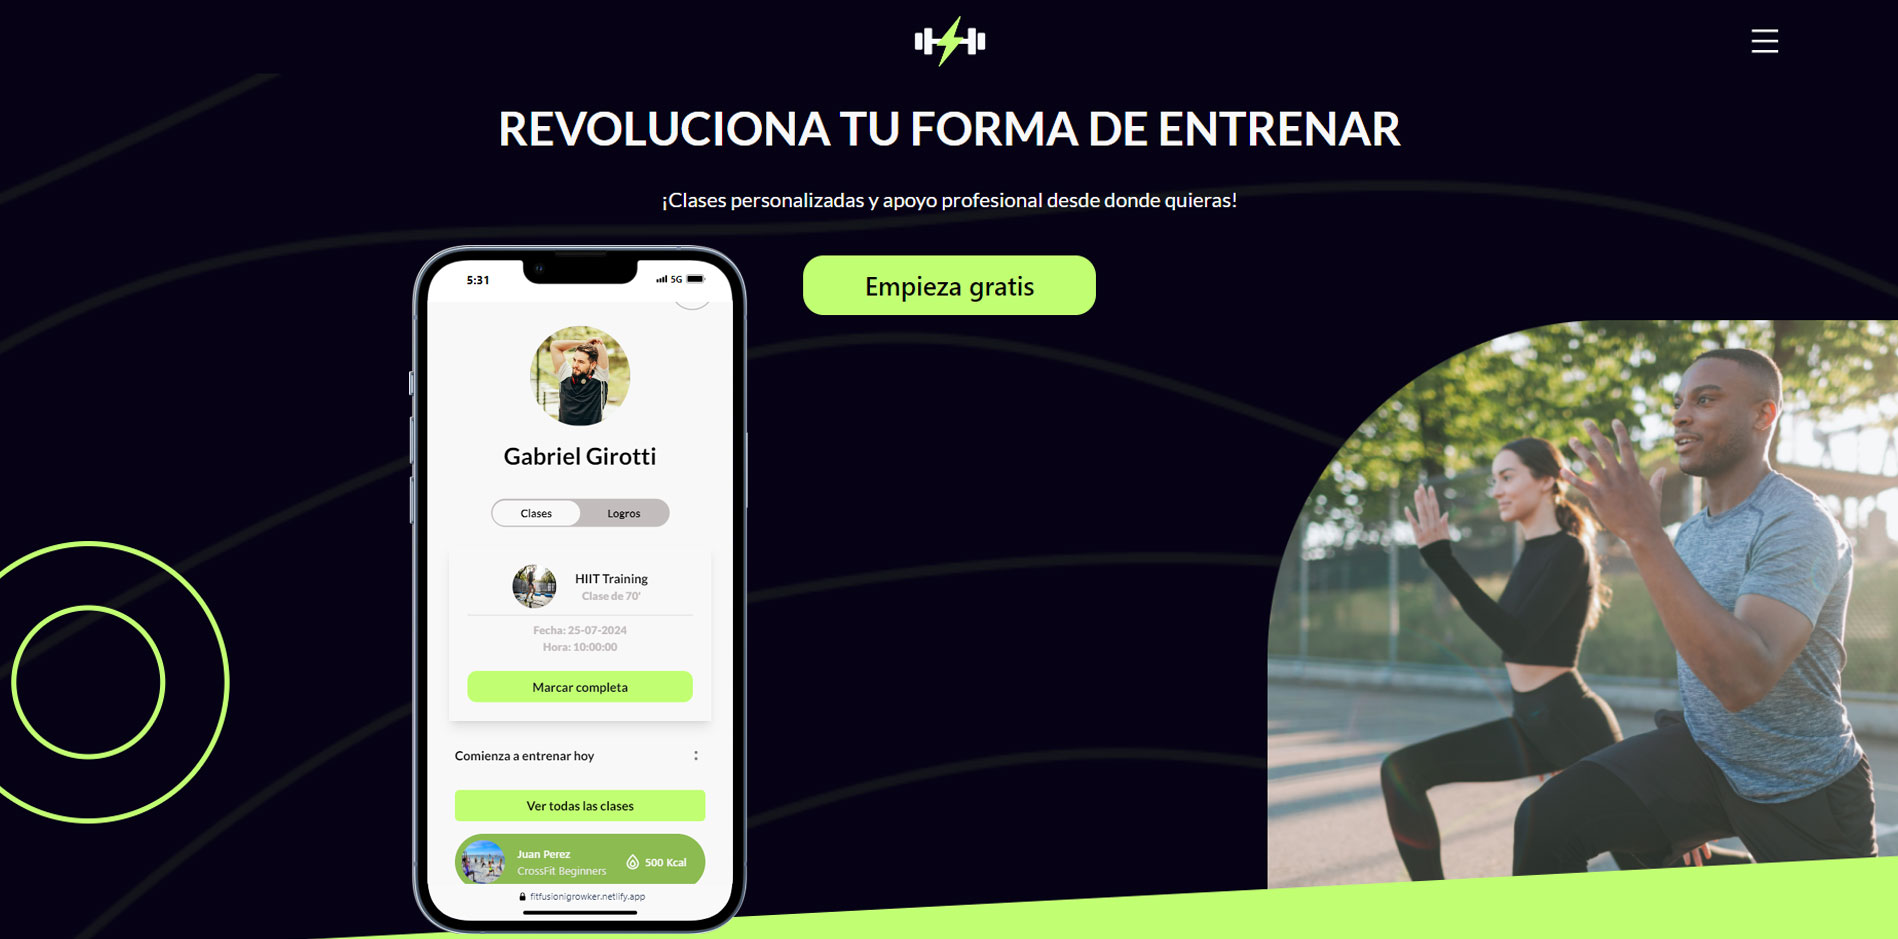 REVOLUCIONA TU FORMA DE ENTRENAR
¡Clases personalizadas y apoyo profesional desde donde quieras!
Empieza gratis
5:31
5G
Gabriel Girotti
Clases
Logros
HIIT Training
Clase de 70'
Fecha: 25-07-2024
Hora: 10:00:00
Marcar completa
Comienza a entrenar hoy
Ver todas las clases
Juan Perez
CrossFit Beginners
500 Kcal
fitfusionigrowker.netlify.app